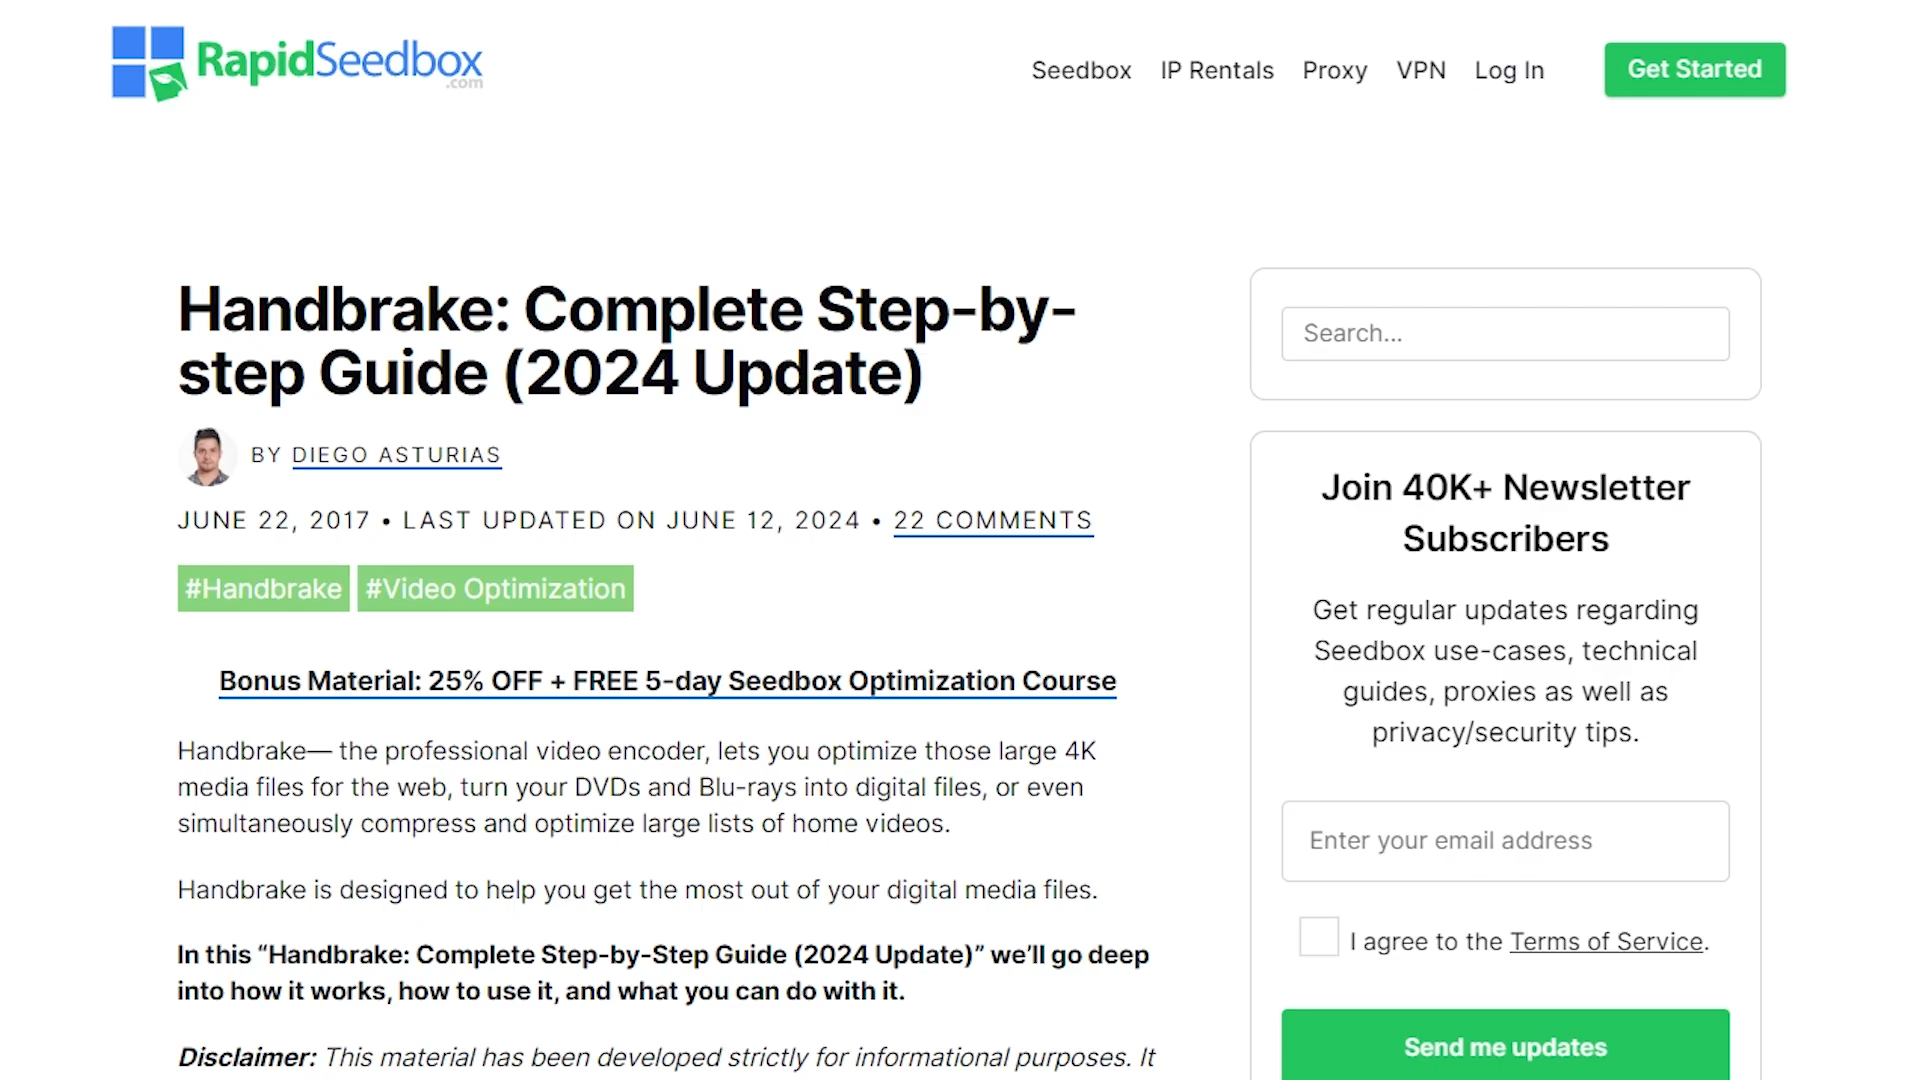 RapidSeedbox
.com
Seedbox IP Rentals Proxy VPN Log In Get Started
Handbrake: Complete Step-by-
step Guide (2024 Update)
BY DIEGO ASTURIAS
JUNE 22, 2017 • LAST UPDATED ON JUNE 12, 2024 • 22 COMMENTS
#Handbrake #Video Optimization
Bonus Material: 25% OFF + FREE 5-day Seedbox Optimization Course
Handbrake— the professional video encoder, lets you optimize those large 4K
media files for the web, turn your DVDs and Blu-rays into digital files, or even
simultaneously compress and optimize large lists of home videos.
Handbrake is designed to help you get the most out of your digital media files.
In this “Handbrake: Complete Step-by-Step Guide (2024 Update)” we’ll go deep
into how it works, how to use it, and what you can do with it.
Disclaimer: This material has been developed strictly for informational purposes. It
Search...
Join 40K+ Newsletter
Subscribers
Get regular updates regarding
Seedbox use-cases, technical
guides, proxies as well as
privacy/security tips.
Enter your email address
I agree to the Terms of Service.
Send me updates